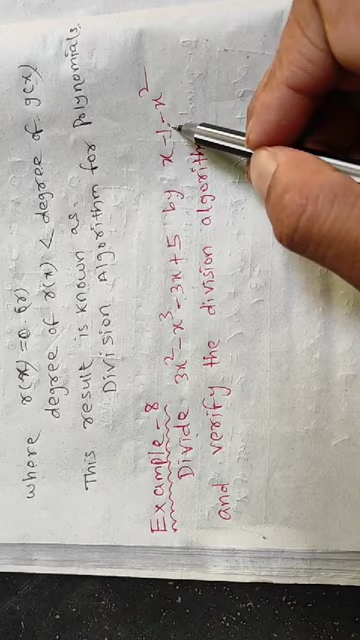 where r(x) = 0 (or)
degree of r(x) < degree of g(x)
This result is known as
Division Algorithm for polynomials.
Example - 8
Divide 3x² - x³ - 3x + 5 by x - 1 - x²
and verify the division algorithm